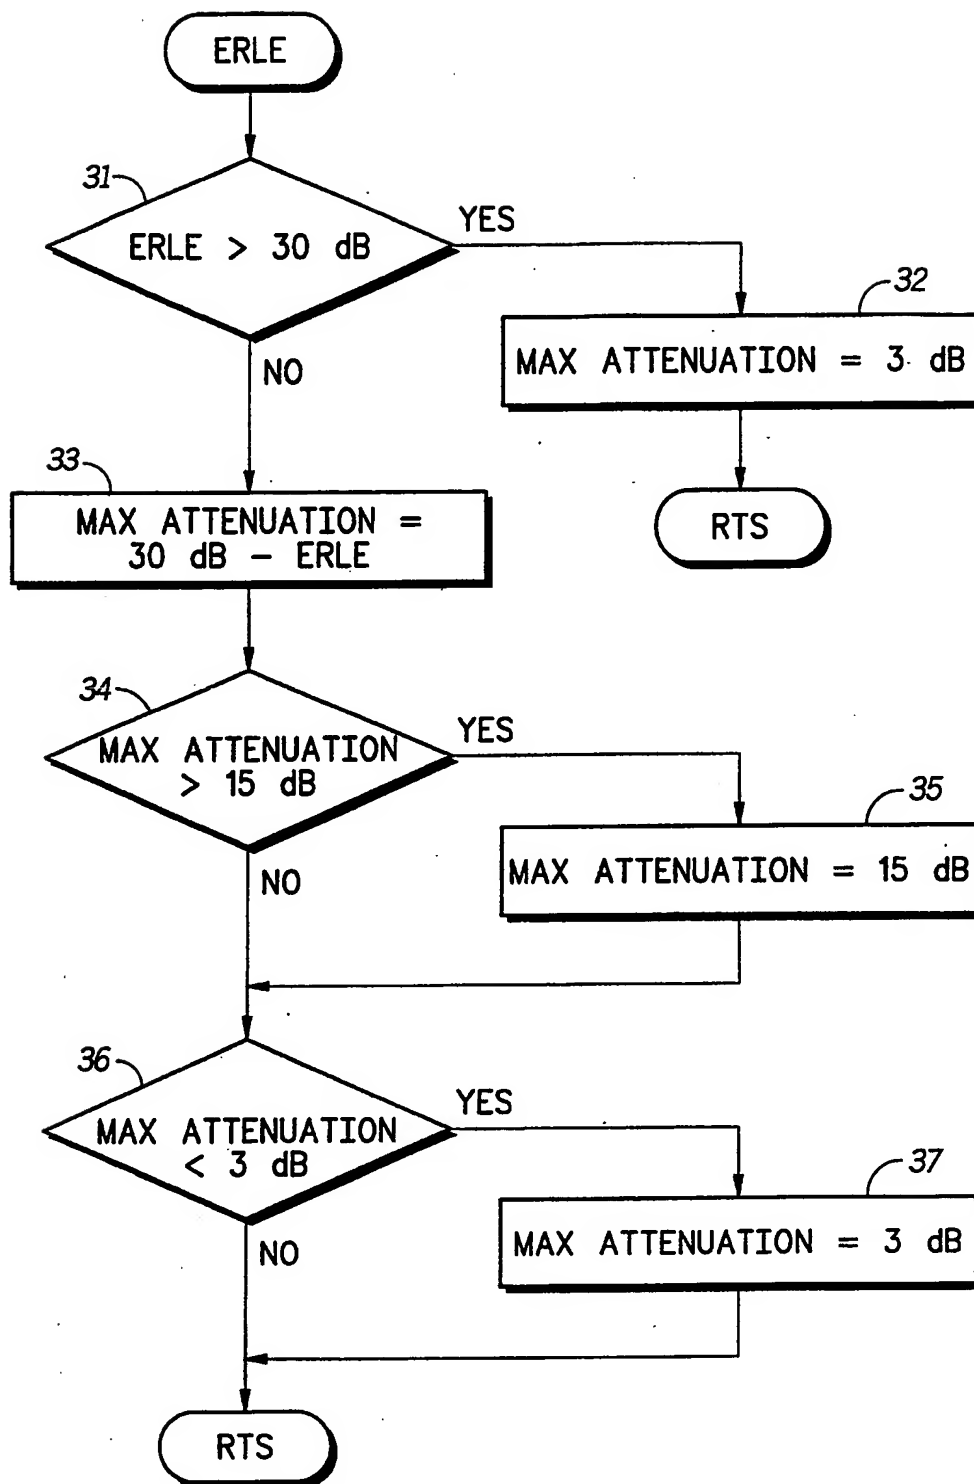 ERLE
31
ERLE > 30 dB
YES
NO
32
MAX ATTENUATION = 3 dB
RTS
33
MAX ATTENUATION =
30 dB - ERLE
34
MAX ATTENUATION
> 15 dB
YES
NO
35
MAX ATTENUATION = 15 dB
36
MAX ATTENUATION
< 3 dB
YES
NO
37
MAX ATTENUATION = 3 dB
RTS